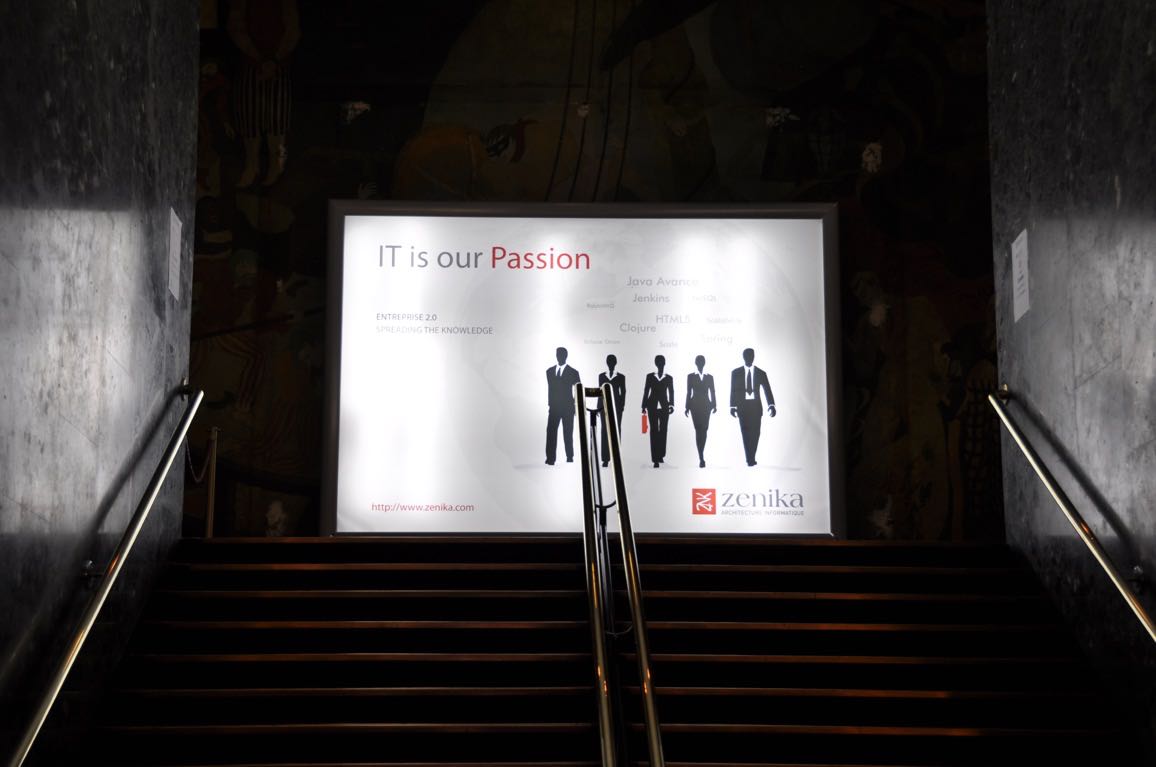 IT is our Passion
ENTREPRISE 2.0
SPREADING THE KNOWLEDGE
Java Avancé
Jenkins
HTML5
Clojure
Spring
Scala
http://www.zenika.com
zenika
ARCHITECTURE INFORMATIQUE